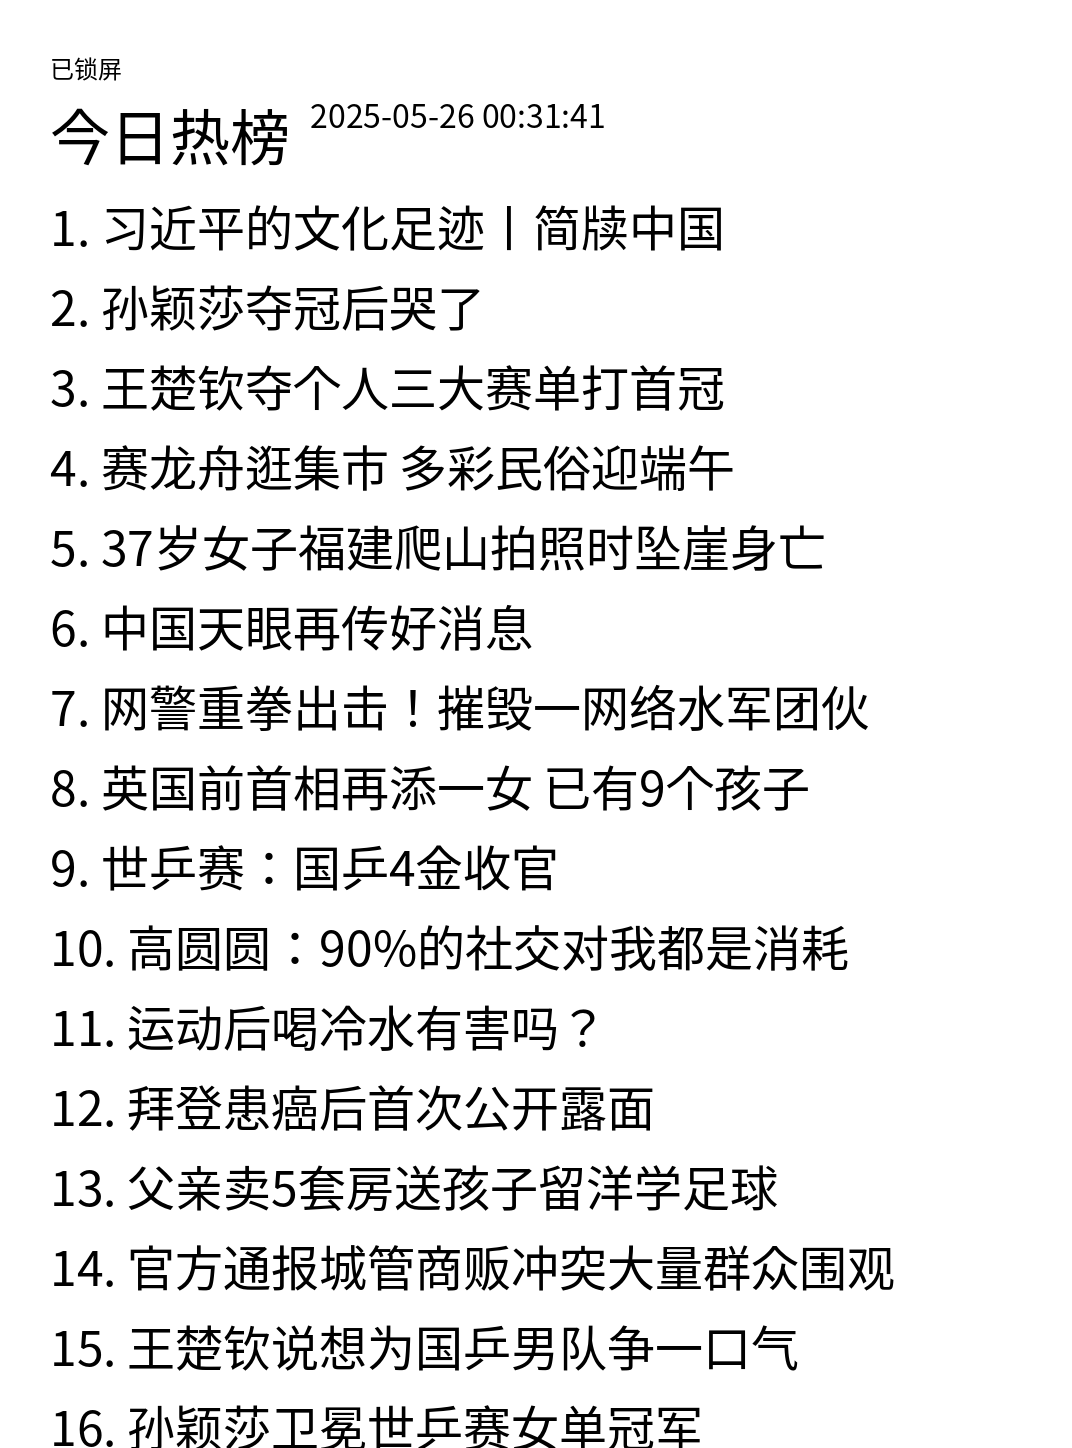 已锁屏
今日热榜 2025-05-26 00:31:41
1. 习近平的文化足迹丨简牍中国
2. 孙颖莎夺冠后哭了
3. 王楚钦夺个人三大赛单打首冠
4. 赛龙舟逛集市 多彩民俗迎端午
5. 37岁女子福建爬山拍照时坠崖身亡
6. 中国天眼再传好消息
7. 网警重拳出击！摧毁一网络水军团伙
8. 英国前首相再添一女 已有9个孩子
9. 世乒赛：国乒4金收官
10. 高圆圆：90%的社交对我都是消耗
11. 运动后喝冷水有害吗？
12. 拜登患癌后首次公开露面
13. 父亲卖5套房送孩子留洋学足球
14. 官方通报城管商贩冲突大量群众围观
15. 王楚钦说想为国乒男队争一口气
16. 孙颖莎卫冕世乒赛女单冠军